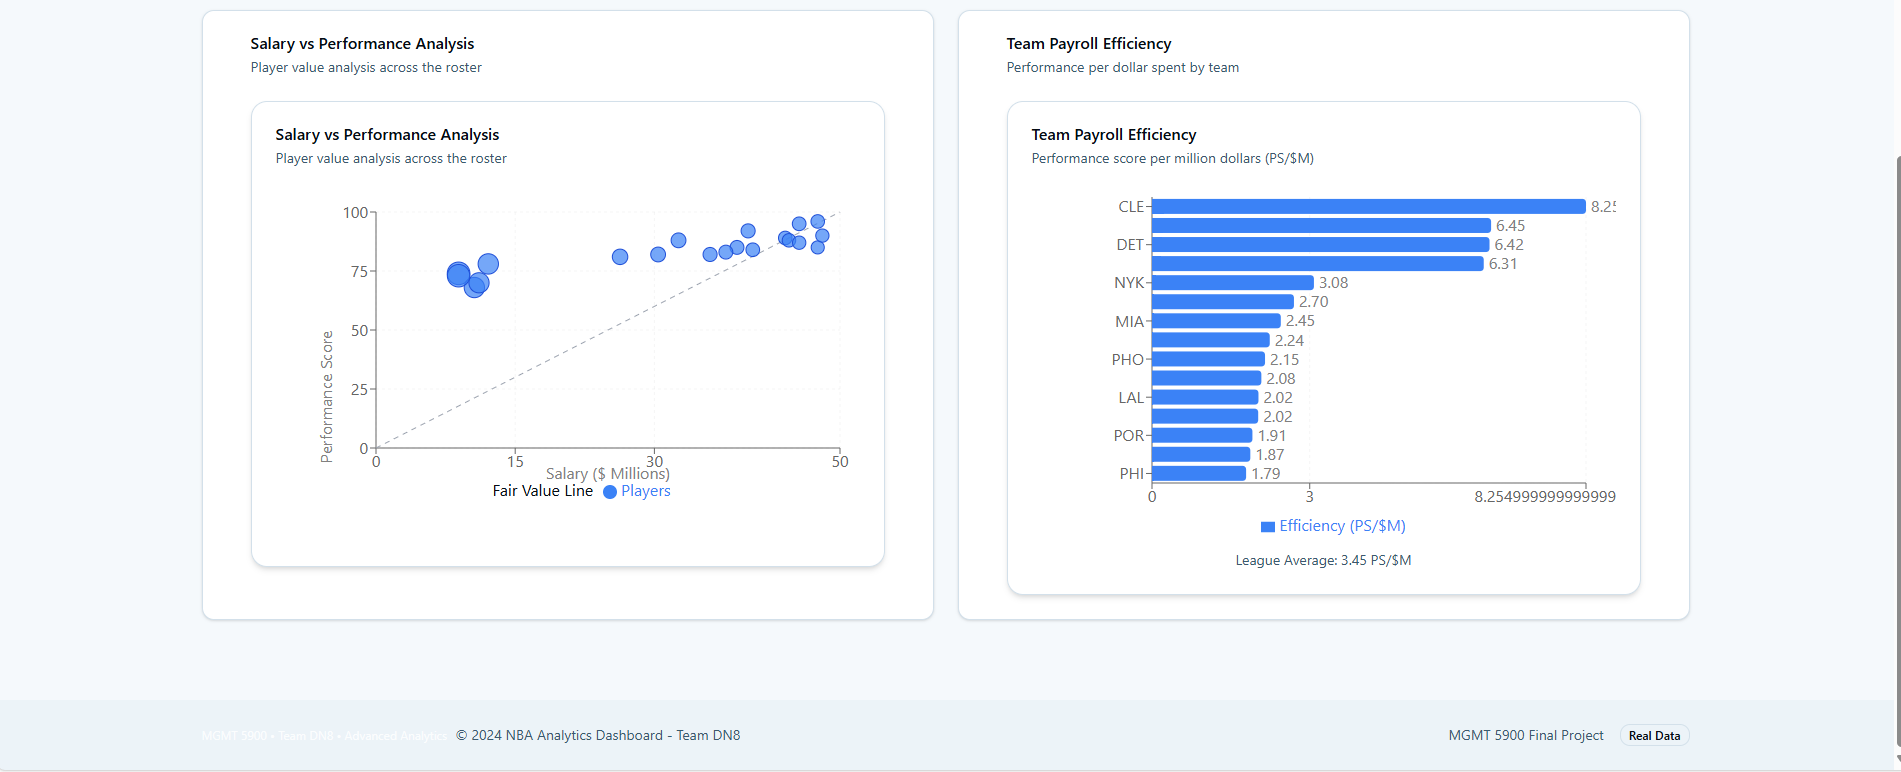 Salary vs Performance Analysis
Player value analysis across the roster
Salary vs Performance Analysis
Player value analysis across the roster
100
75
50
25
0
Performance Score
0 15 30 50
Salary ($ Millions)
Fair Value Line Players
Team Payroll Efficiency
Performance per dollar spent by team
Team Payroll Efficiency
Performance score per million dollars (PS/$M)
CLE 8.25
6.45
DET 6.42
6.31
NYK 3.08
2.70
MIA 2.45
2.24
PHO 2.15
2.08
LAL 2.02
2.02
POR 1.91
1.87
PHI 1.79
0 3 8.254999999999999
Efficiency (PS/$M)
League Average: 3.45 PS/$M
MGMT 5900 • Team DN8 • Advanced Analytics © 2024 NBA Analytics Dashboard - Team DN8
MGMT 5900 Final Project Real Data